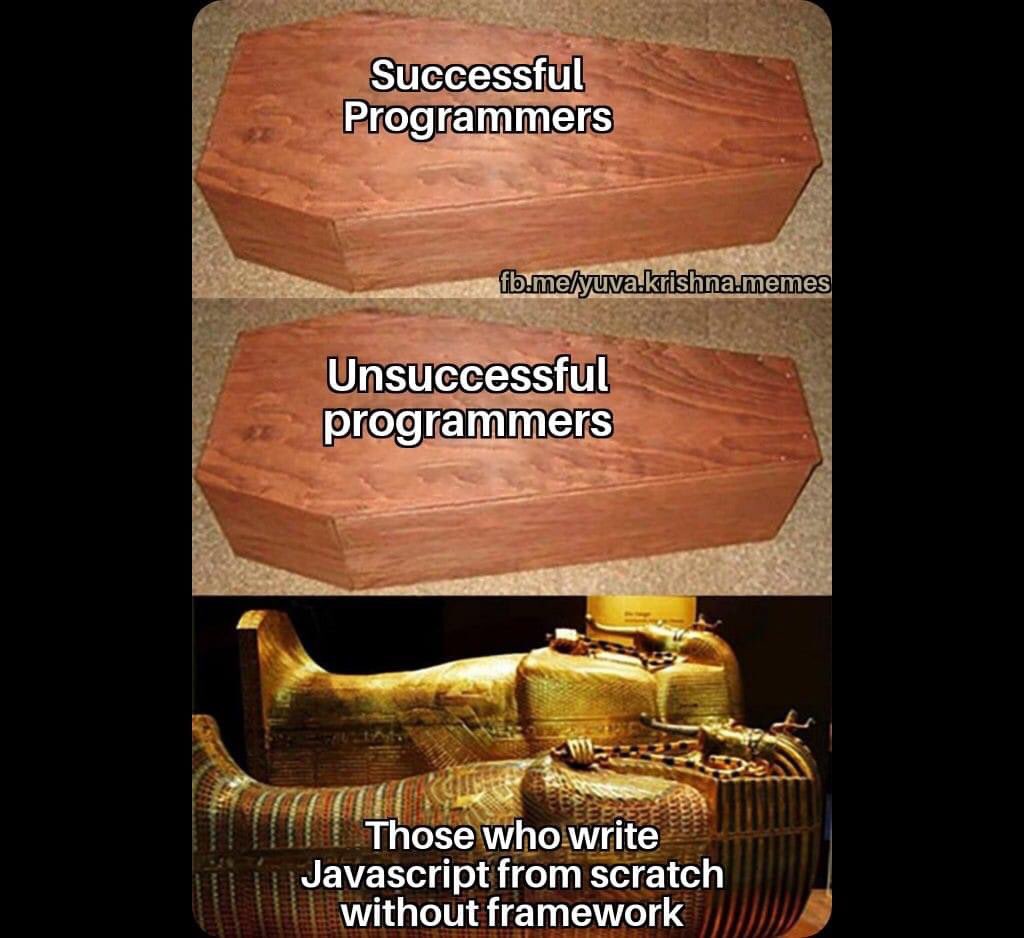 Successful
Programmers
fb.me/yuva.krishna.memes
Unsuccessful
programmers
Those who write
Javascript from scratch
without framework